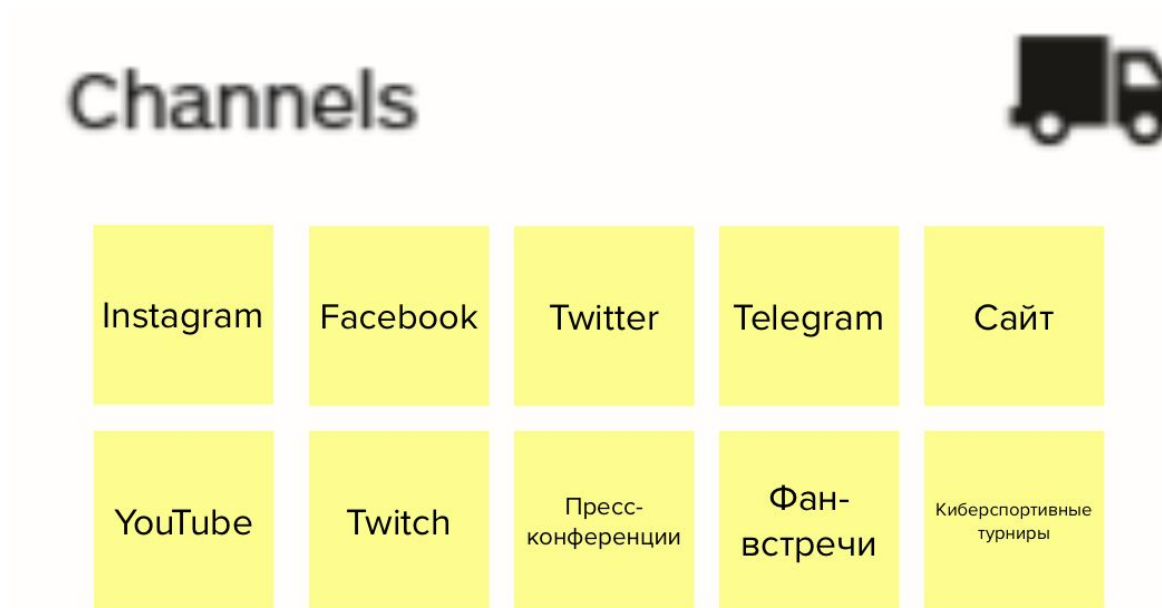 Channels
Instagram
Facebook
Twitter
Telegram
Сайт
YouTube
Twitch
Пресс-
конференции
Фан-
встречи
Киберспортивные
турниры